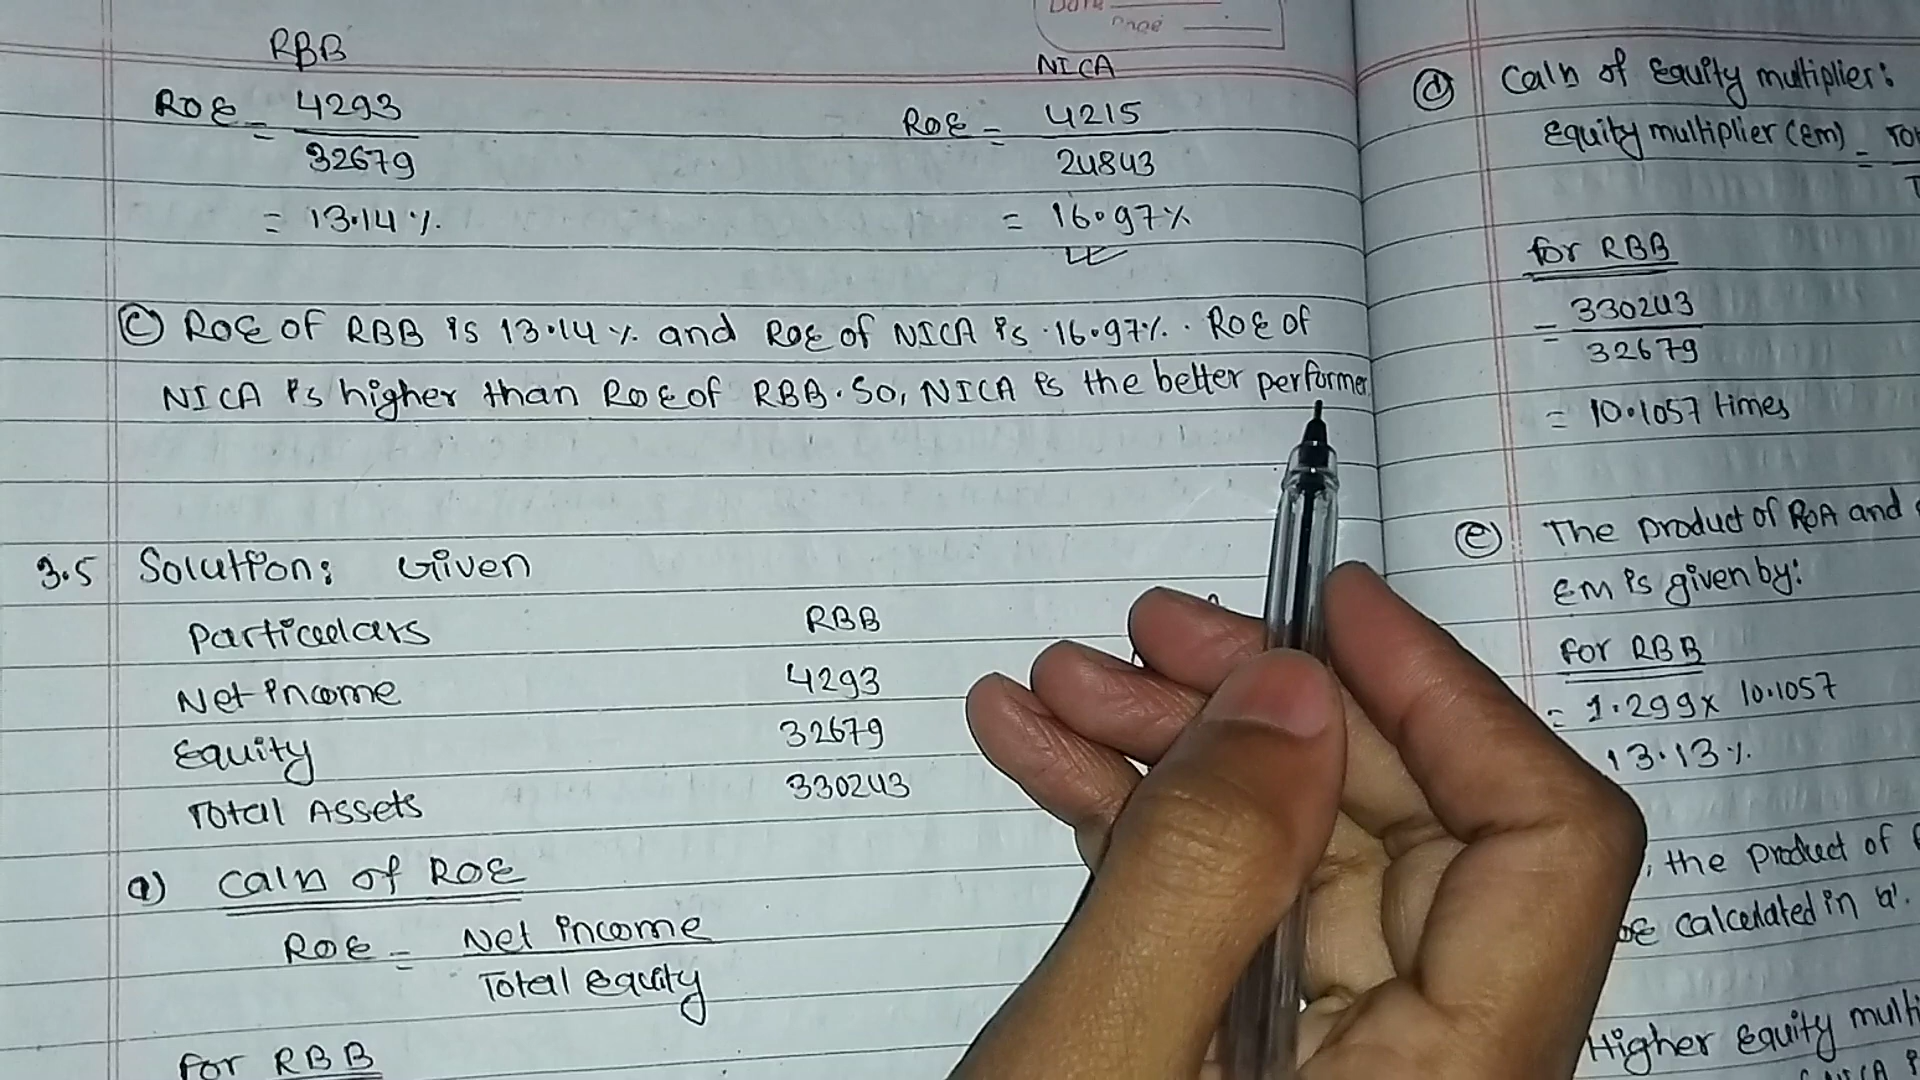 Date
Page
RBB
NICA
ROE = 4293
32679
= 13.14%.
ROE = 4215
24843
= 16.97%
(c) ROE of RBB is 13.14% and ROE of NICA is 16.97%. ROE of
NICA is higher than ROE of RBB. So, NICA is the better performer
3.5 Solution: Given
Particulars RBB
Net income 4293
Equity 32679
Total Assets 330243
a) Caln of ROE
ROE = Net income
Total equity
For RBB
(d) Caln of Equity multiplier:
Equity multiplier (Em) =
for RBB
= 330243
32679
= 10.1057 times
(e) The product of ROA and
EM is given by:
for RBB
= 1.299 x 10.1057
13.13%.
the product of
calculated in 'a'.
Higher equity